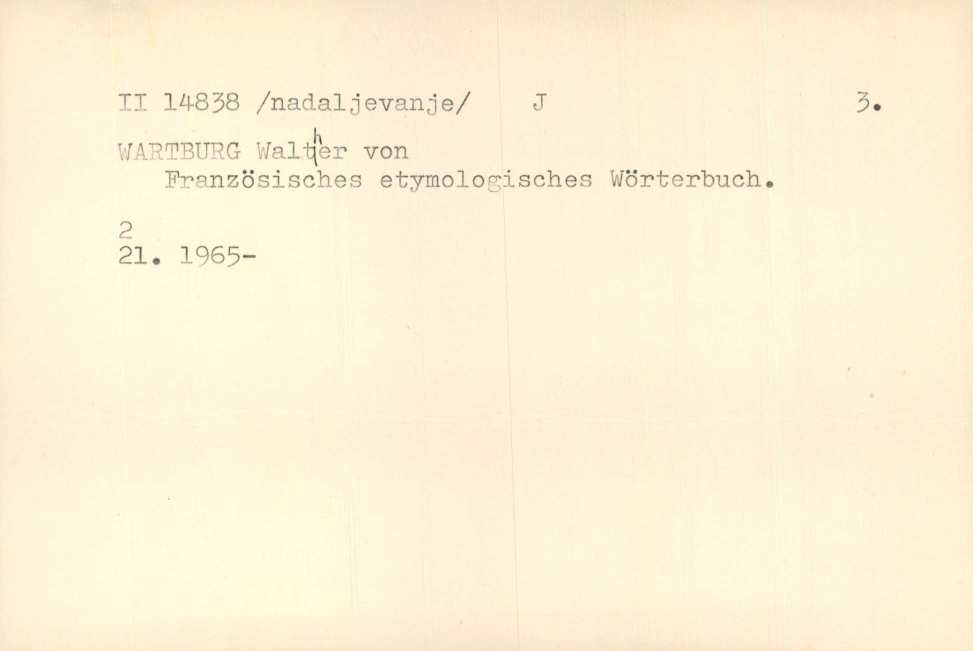 II 14838 /nadaljevanje/ J 3.
WARTBURG Walther von
Französisches etymologisches Wörterbuch.
2
21. 1965-